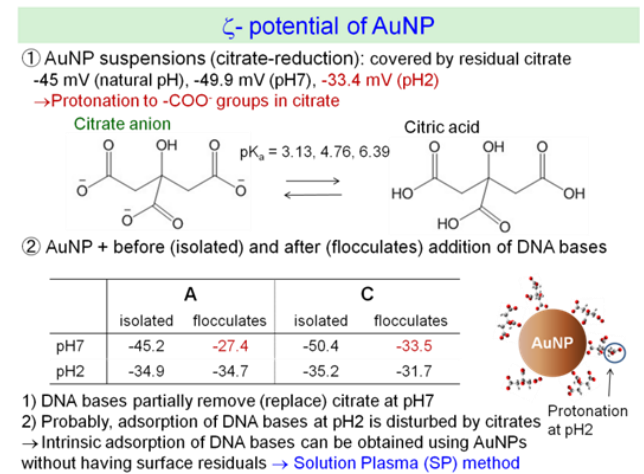 ζ- potential of AuNP
① AuNP suspensions (citrate-reduction): covered by residual citrate
-45 mV (natural pH), -49.9 mV (pH7), -33.4 mV (pH2)
→Protonation to -COO⁻ groups in citrate
Citrate anion
Citric acid
O OH O
pKₐ = 3.13, 4.76, 6.39
O OH O
O⁻ O⁻
HO OH
O⁻ O
HO O
② AuNP + before (isolated) and after (flocculates) addition of DNA bases
A C
isolated flocculates isolated flocculates
pH7 -45.2 -27.4 -50.4 -33.5
pH2 -34.9 -34.7 -35.2 -31.7
AuNP
Protonation
at pH2
1) DNA bases partially remove (replace) citrate at pH7
2) Probably, adsorption of DNA bases at pH2 is disturbed by citrates
→ Intrinsic adsorption of DNA bases can be obtained using AuNPs
without having surface residuals → Solution Plasma (SP) method